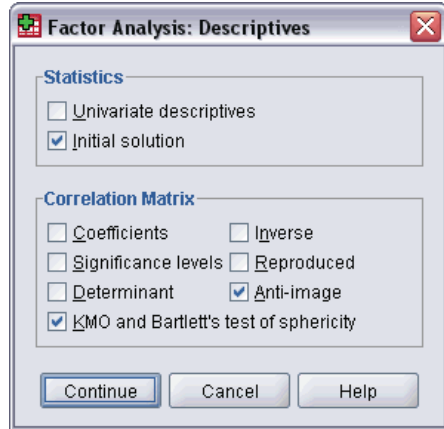 Factor Analysis: Descriptives
Statistics
Univariate descriptives
Initial solution
Correlation Matrix
Coefficients Inverse
Significance levels Reproduced
Determinant Anti-image
KMO and Bartlett's test of sphericity
Continue Cancel Help